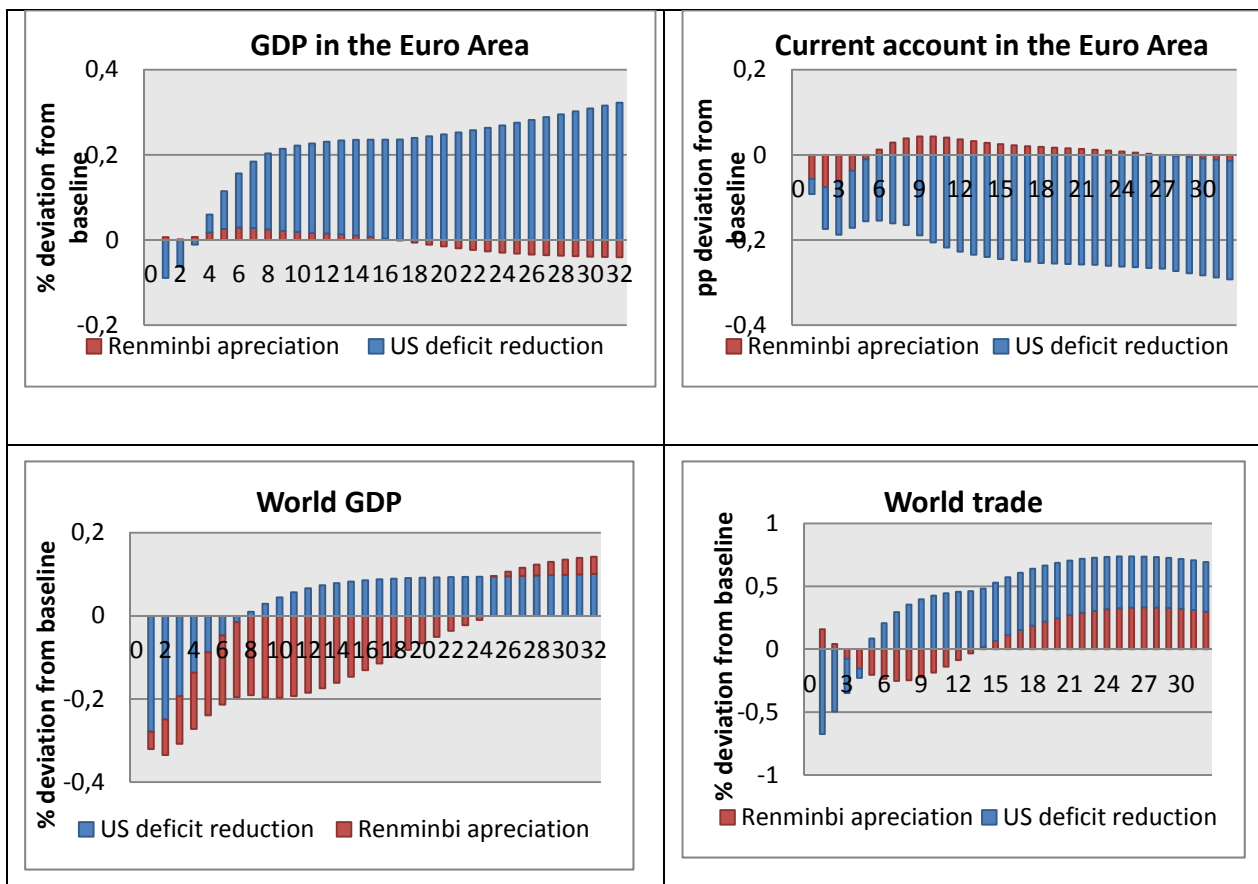 GDP in the Euro Area
% deviation from
baseline
0,4
0,2
0
-0,2
0 2 4 6 8 10 12 14 16 18 20 22 24 26 28 30 32
Renminbi apreciation US deficit reduction
Current account in the Euro Area
pp deviation from
baseline
0,2
0
-0,2
-0,4
0 3 6 9 12 15 18 21 24 27 30
Renminbi apreciation US deficit reduction
World GDP
% deviation from baseline
0,2
0
-0,2
-0,4
0 2 4 6 8 10 12 14 16 18 20 22 24 26 28 30 32
US deficit reduction Renminbi apreciation
World trade
% deviation from baseline
1
0,5
0
-0,5
-1
0 3 6 9 12 15 18 21 24 27 30
Renminbi apreciation US deficit reduction